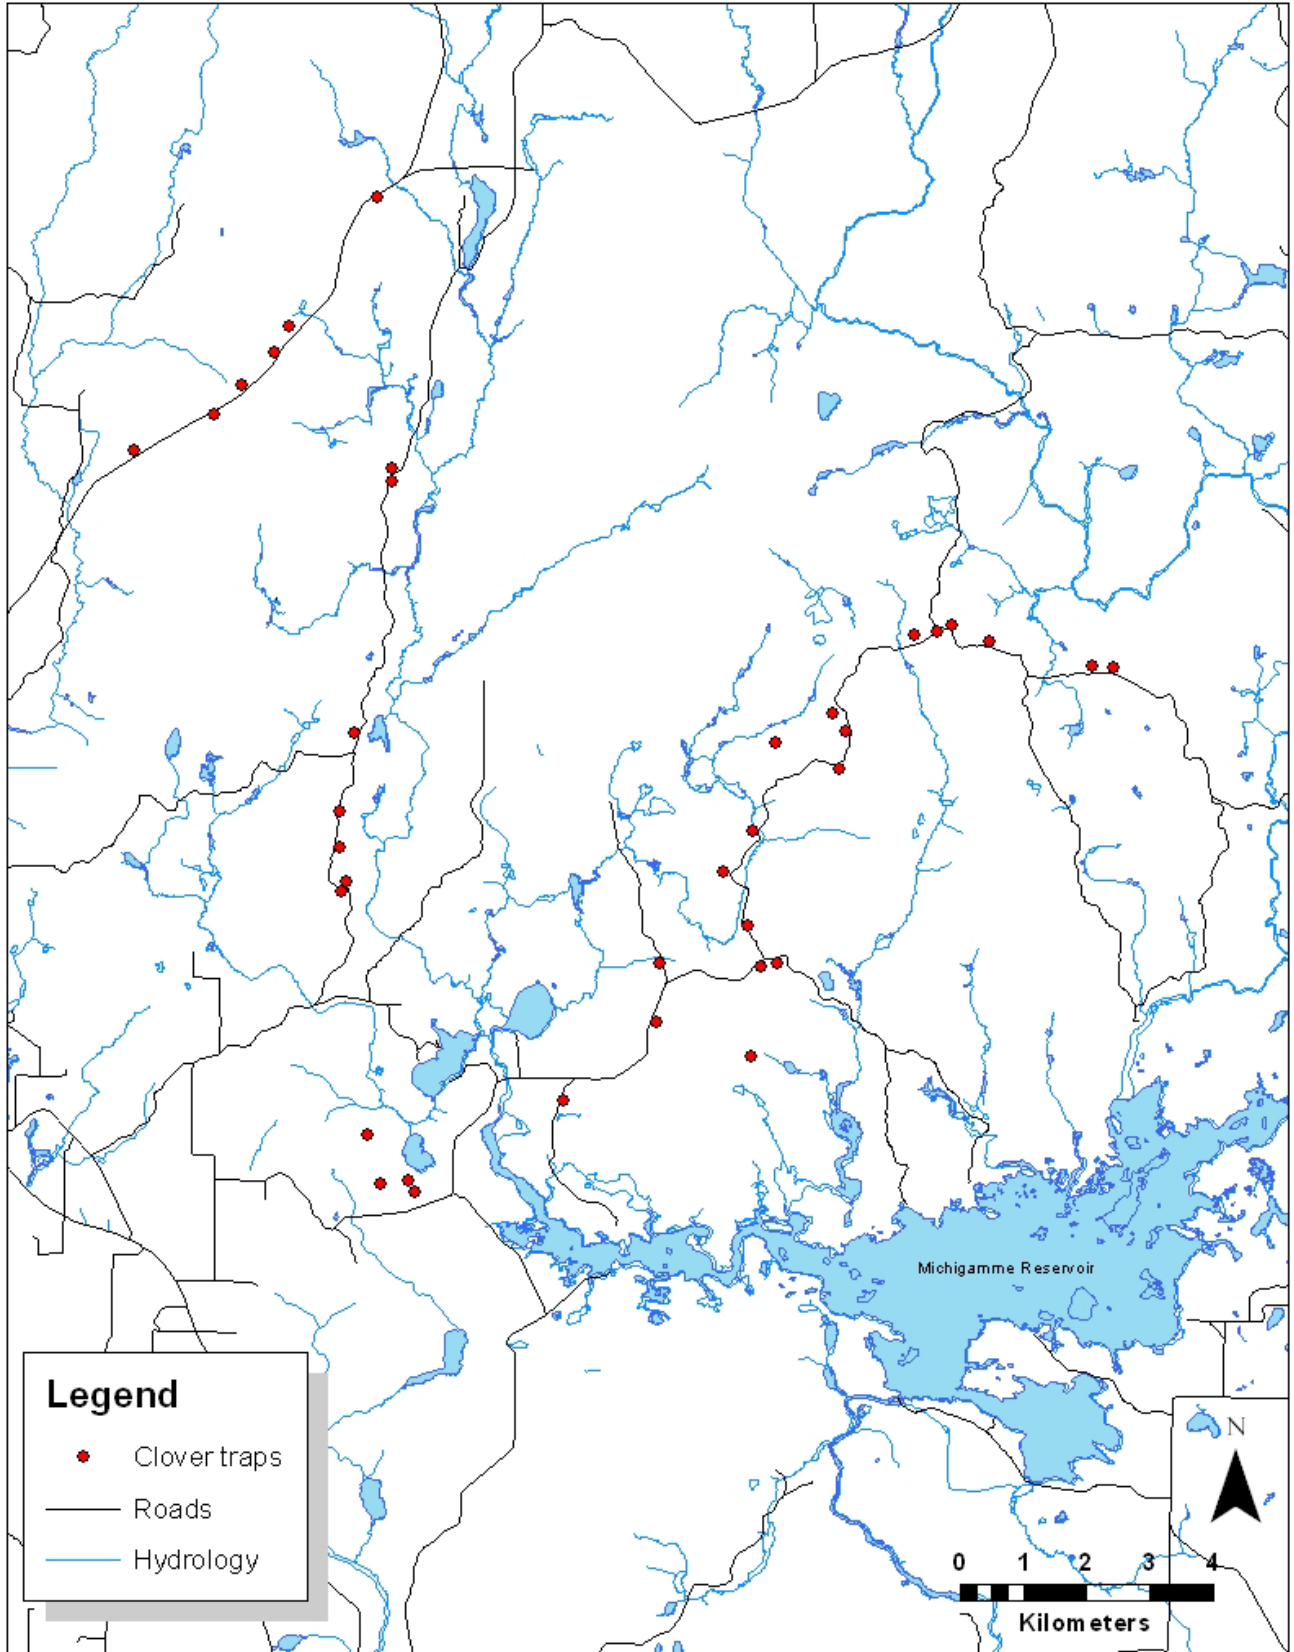 Michigamme Reservoir
Legend
Clover traps
Roads
Hydrology
N
0 1 2 3 4
Kilometers